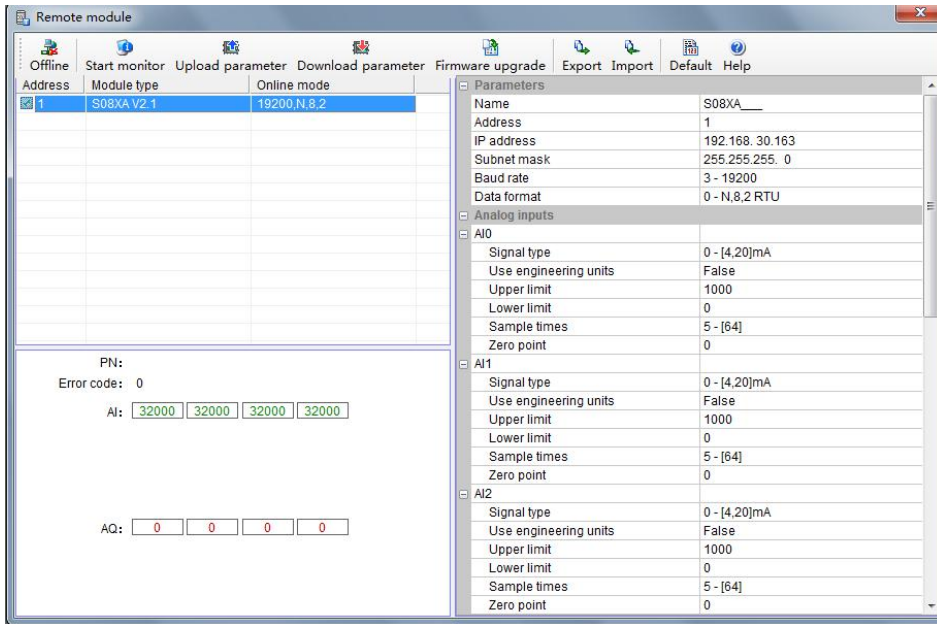 Remote module
Offline Start monitor Upload parameter Download parameter Firmware upgrade Export Import Default Help
Address Module type Online mode
1 S08XA V2.1 19200,N,8,2
PN:
Error code: 0
AI: 32000 32000 32000 32000
AQ: 0 0 0 0
Parameters
Name S08XA___
Address 1
IP address 192.168. 30.163
Subnet mask 255.255.255. 0
Baud rate 3 - 19200
Data format 0 - N,8,2 RTU
Analog inputs
AI0
Signal type 0 - [4,20]mA
Use engineering units False
Upper limit 1000
Lower limit 0
Sample times 5 - [64]
Zero point 0
AI1
Signal type 0 - [4,20]mA
Use engineering units False
Upper limit 1000
Lower limit 0
Sample times 5 - [64]
Zero point 0
AI2
Signal type 0 - [4,20]mA
Use engineering units False
Upper limit 1000
Lower limit 0
Sample times 5 - [64]
Zero point 0